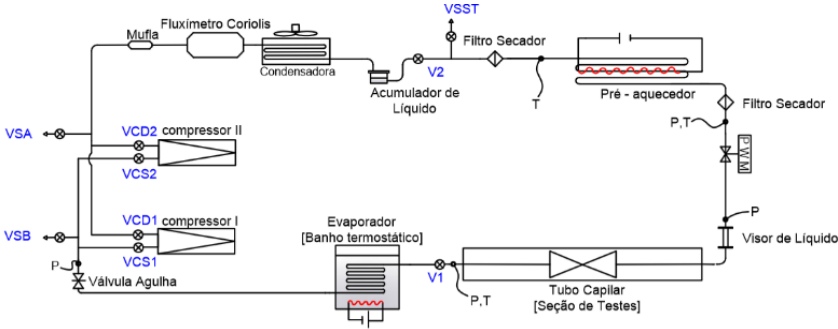 VSST
Fluxímetro Coriolis
Mufla
Filtro Secador
Condensadora
V2
Acumulador de
Líquido
T
Pré - aquecedor
Filtro Secador
P,T
VSA
VCD2 compressor II
VCS2
PWM
P
VCD1 compressor I
VSB
Evaporador
[Banho termostático]
Visor de Líquido
VCS1
P
Válvula Agulha
V1
P,T
Tubo Capilar
[Seção de Testes]